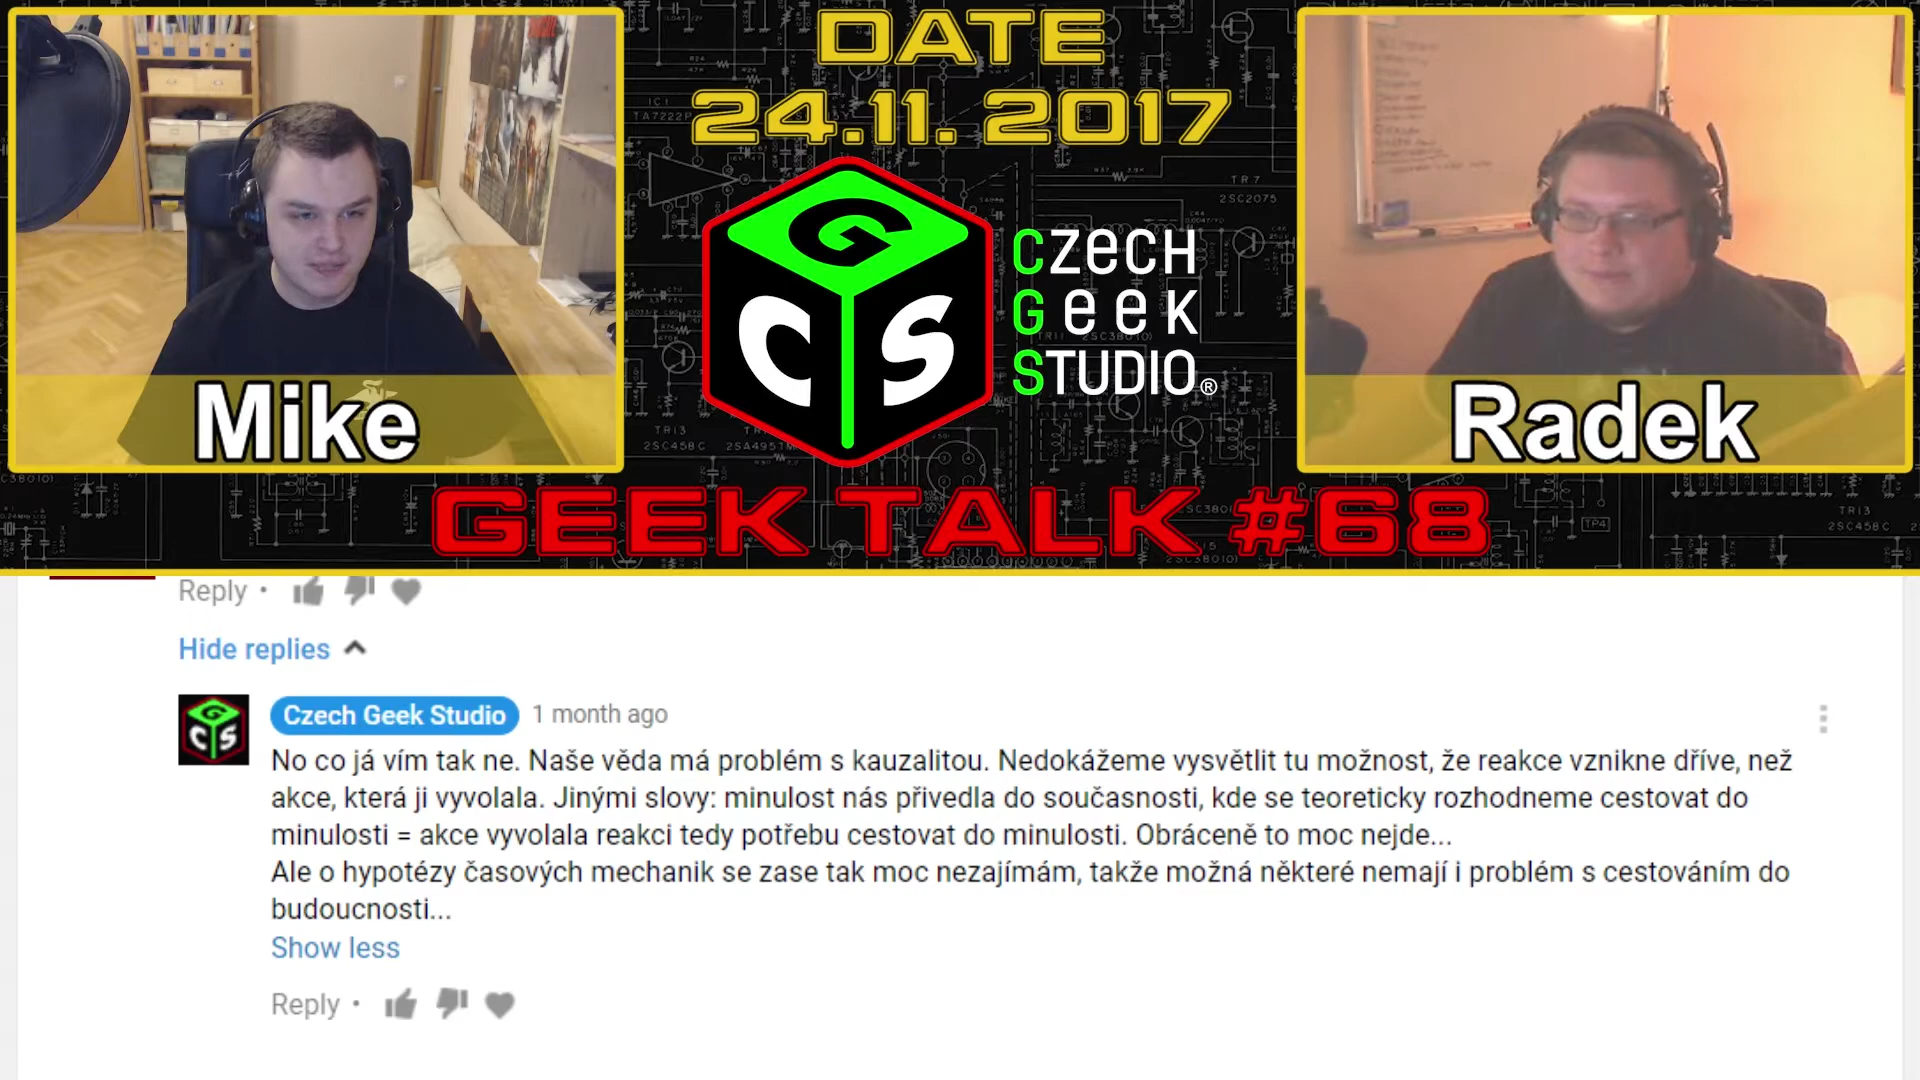 DATE
24.11. 2017
G
C S
CZECH
GEEK
STUDIO®
Mike
Radek
GEEK TALK #68
Reply •
Hide replies
Czech Geek Studio 1 month ago
No co já vím tak ne. Naše věda má problém s kauzalitou. Nedokážeme vysvětlit tu možnost, že reakce vznikne dříve, než
akce, která ji vyvolala. Jinými slovy: minulost nás přivedla do současnosti, kde se teoreticky rozhodneme cestovat do
minulosti = akce vyvolala reakci tedy potřebu cestovat do minulosti. Obráceně to moc nejde...
Ale o hypotézy časových mechanik se zase tak moc nezajímám, takže možná některé nemají i problém s cestováním do
budoucnosti...
Show less
Reply •